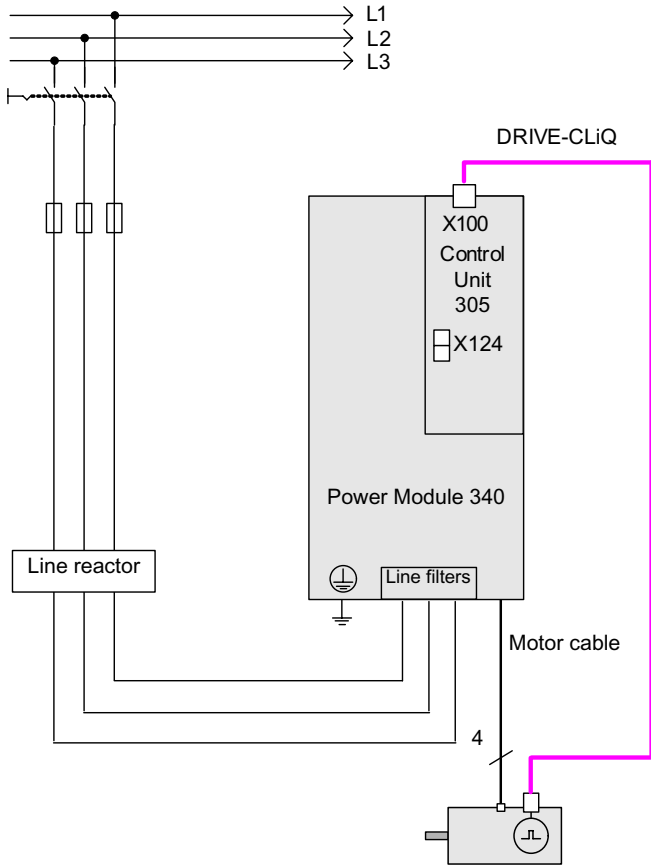 L1
L2
L3
DRIVE-CLiQ
X100
Control
Unit
305
X124
Power Module 340
Line reactor
Line filters
Motor cable
4